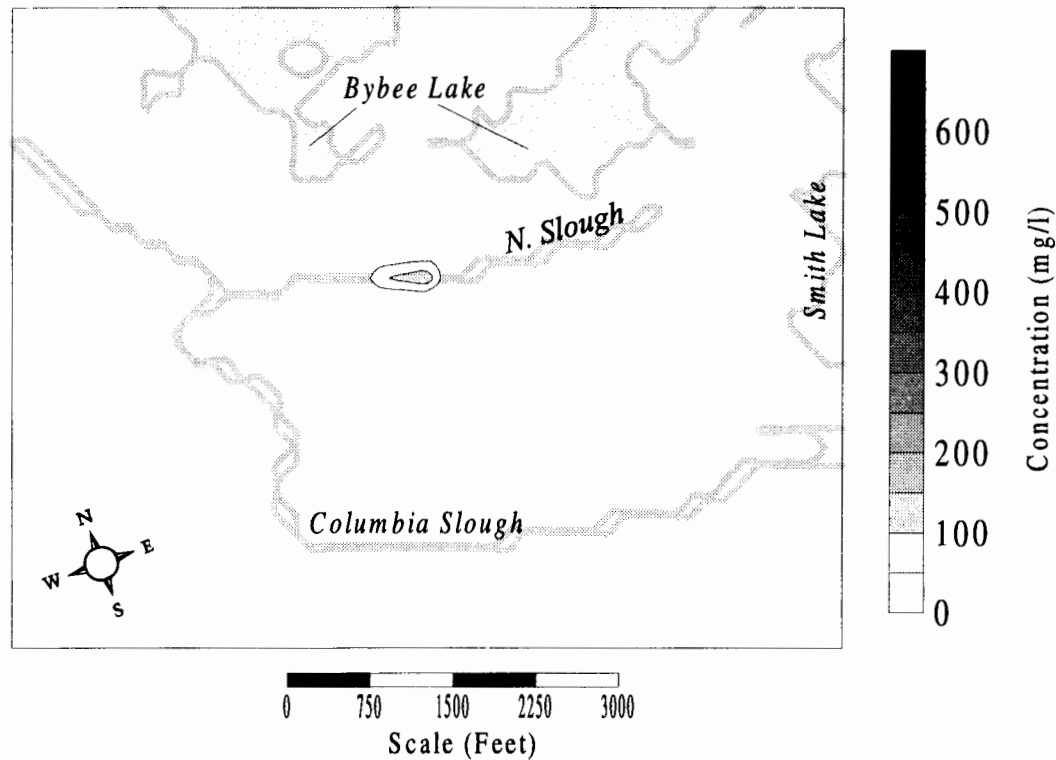 Bybee Lake
N. Slough
Smith Lake
Columbia Slough
N
E
W
S
600
500
400
300
200
100
0
Concentration (mg/l)
0 750 1500 2250 3000
Scale (Feet)